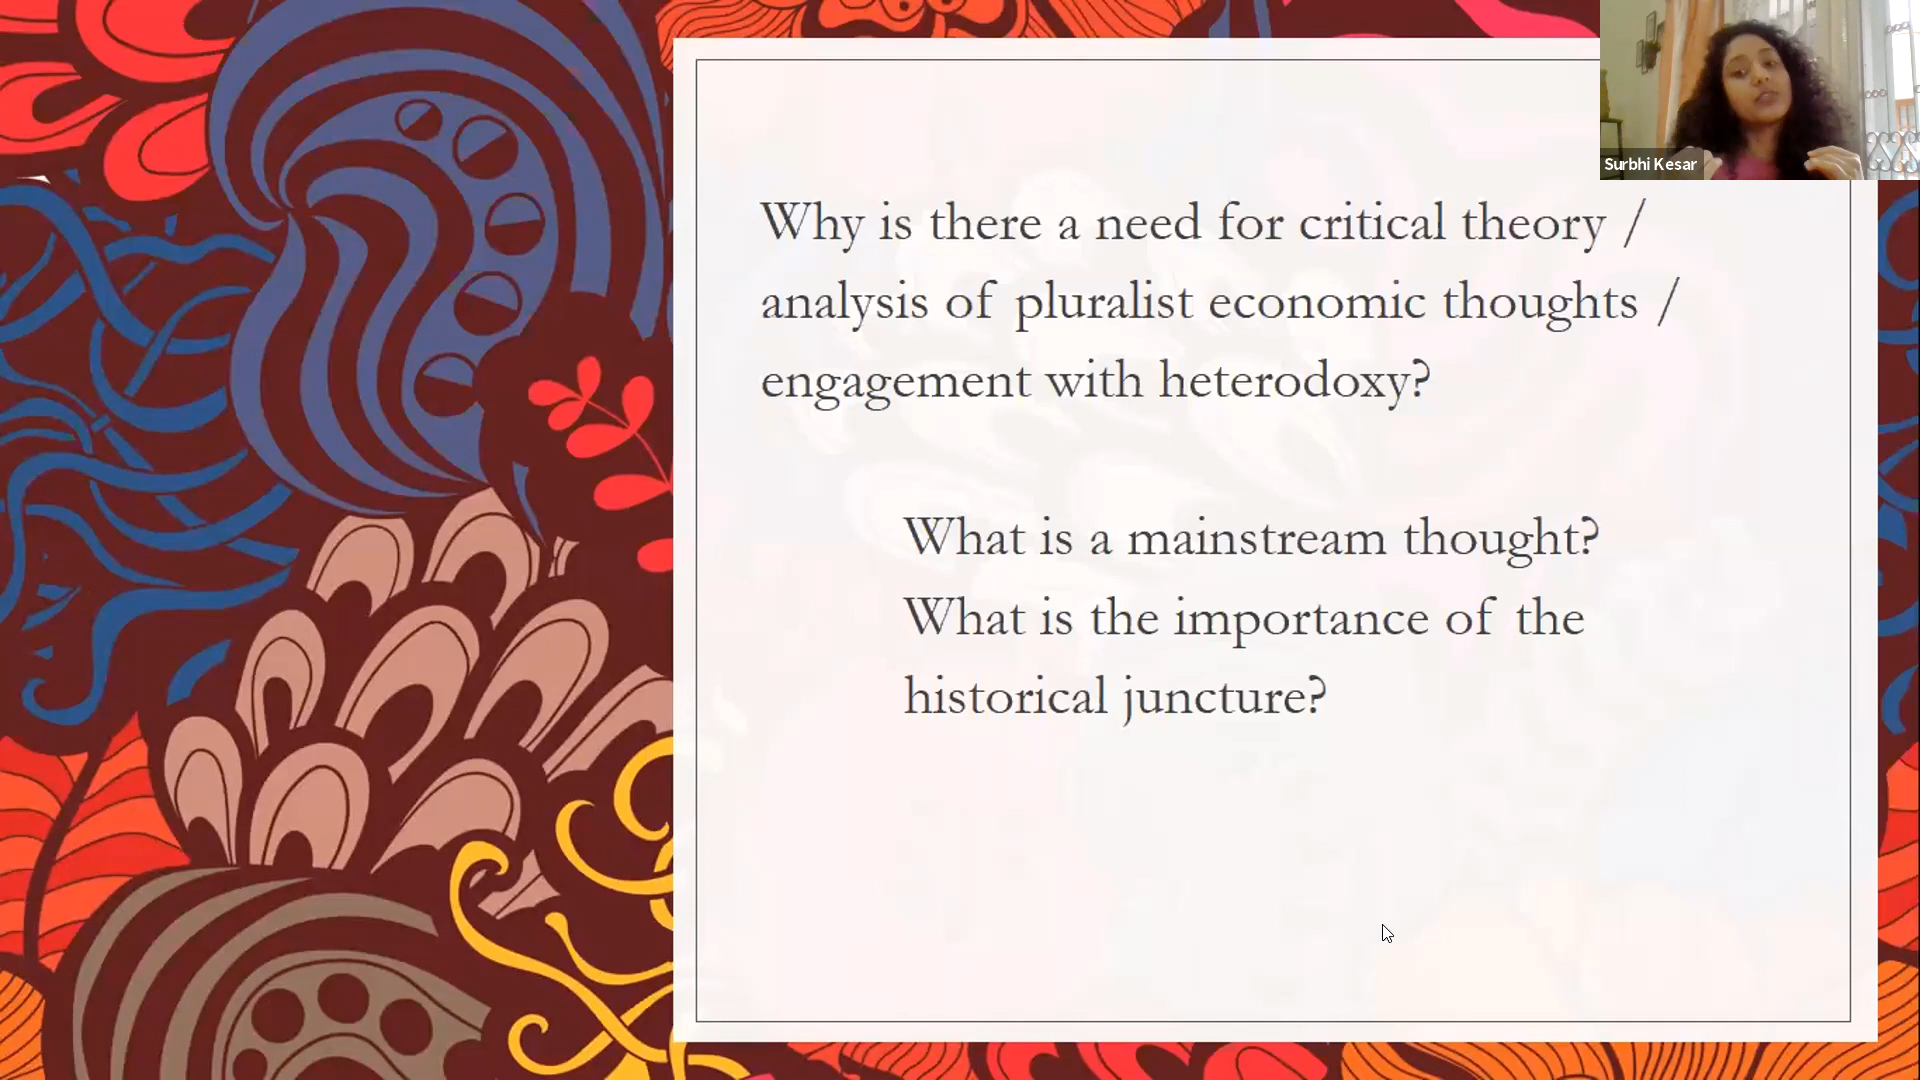 Surbhi Kesar
Why is there a need for critical theory /
analysis of pluralist economic thoughts /
engagement with heterodoxy?
What is a mainstream thought?
What is the importance of the
historical juncture?